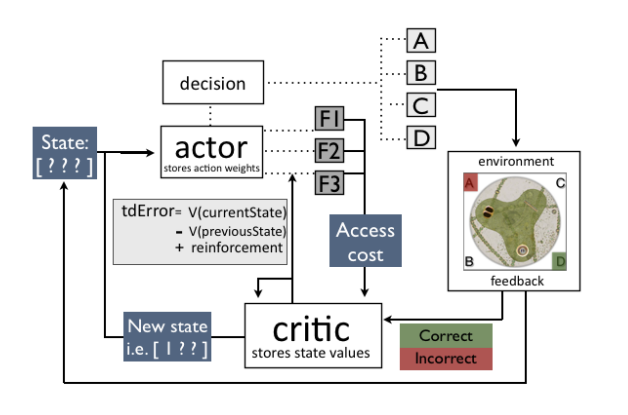 A
B
C
D
decision
F1
F2
F3
State:
[ ? ? ? ]
actor
stores action weights
environment
A
C
B
D
feedback
tdError= V(currentState)
- V(previousState)
+ reinforcement
Access
cost
New state
i.e. [ 1 ? ? ]
critic
stores state values
Correct
Incorrect